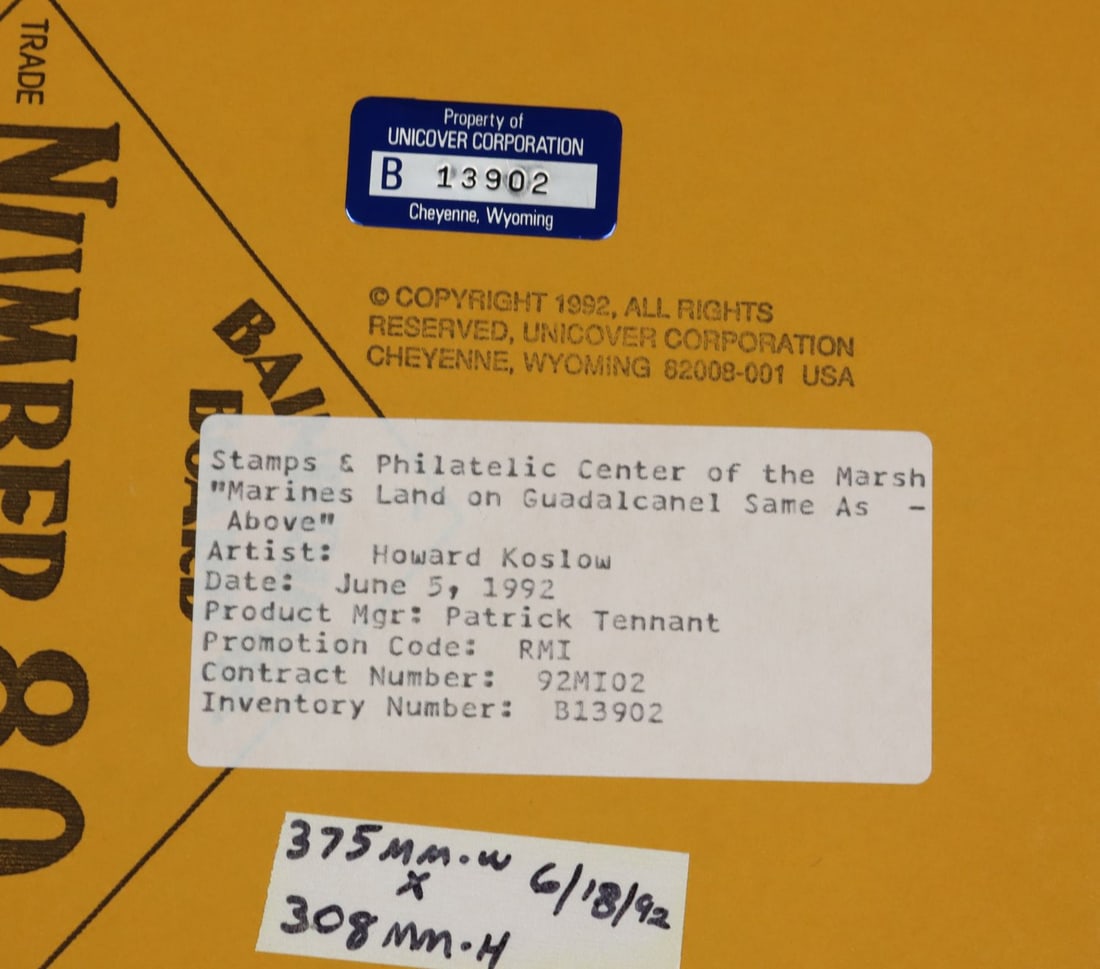 TRADE
NUMBER 80
Property of
UNICOVER CORPORATION
B 13902
Cheyenne, Wyoming
© COPYRIGHT 1992, ALL RIGHTS
RESERVED, UNICOVER CORPORATION
CHEYENNE, WYOMING 82008-001 USA
BOARD
Stamps & Philatelic Center of the Marsh
"Marines Land on Guadalcanel Same As -
Above"
Artist: Howard Koslow
Date: June 5, 1992
Product Mgr: Patrick Tennant
Promotion Code: RMI
Contract Number: 92MI02
Inventory Number: B13902
375MM.W 6/18/92
X
308MM.H